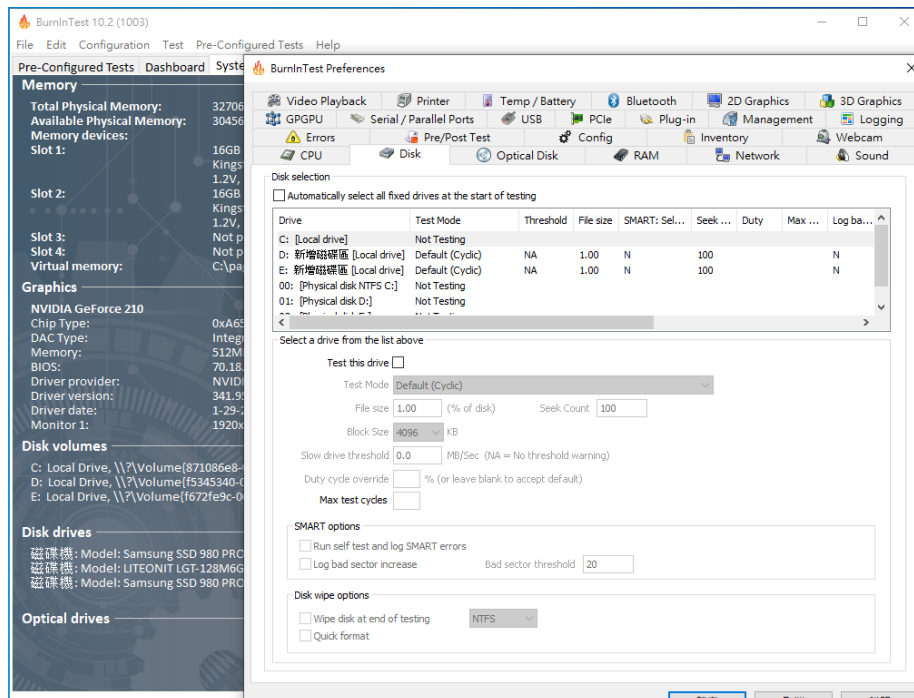 BurnInTest 10.2 (1003)
File Edit Configuration Test Pre-Configured Tests Help
Pre-Configured Tests Dashboard Syste
Memory
Total Physical Memory: 32706
Available Physical Memory: 30456
Memory devices:
Slot 1: 16GB
Kings
1.2V,
Slot 2: 16GB
Kings
1.2V,
Slot 3: Not p
Slot 4: Not p
Virtual memory: C:\pa
Graphics
NVIDIA GeForce 210
Chip Type: 0xA65
DAC Type: Integ
Memory: 512M
BIOS: 70.18.
Driver provider: NVIDI
Driver version: 341.95
Driver date: 1-29-2
Monitor 1: 1920x
Disk volumes
C: Local Drive, \\?\Volume{871086e8-
D: Local Drive, \\?\Volume{f5345340-0
E: Local Drive, \\?\Volume{f672fe9c-0
Disk drives
磁碟機: Model: Samsung SSD 980 PRO
磁碟機: Model: LITEONIT LGT-128M6G
磁碟機: Model: Samsung SSD 980 PRO
Optical drives
BurnInTest Preferences
Video Playback Printer Temp / Battery Bluetooth 2D Graphics 3D Graphics
GPGPU Serial / Parallel Ports USB PCIe Plug-in Management Logging
Errors Pre/Post Test Config Inventory Webcam
CPU Disk Optical Disk RAM Network Sound
Disk selection
Automatically select all fixed drives at the start of testing
Drive Test Mode Threshold File size SMART: Sel... Seek ... Duty Max ... Log ba...
C: [Local drive] Not Testing
D: 新增磁碟區 [Local drive] Default (Cyclic) NA 1.00 N 100 N
E: 新增磁碟區 [Local drive] Default (Cyclic) NA 1.00 N 100 N
00: [Physical disk NTFS C:] Not Testing
01: [Physical disk D:] Not Testing
Select a drive from the list above
Test this drive
Test Mode Default (Cyclic)
File size 1.00 (% of disk) Seek Count 100
Block Size 4096 KB
Slow drive threshold 0.0 MB/Sec (NA = No threshold warning)
Duty cycle override % (or leave blank to accept default)
Max test cycles
SMART options
Run self test and log SMART errors
Log bad sector increase Bad sector threshold 20
Disk wipe options
Wipe disk at end of testing NTFS
Quick format